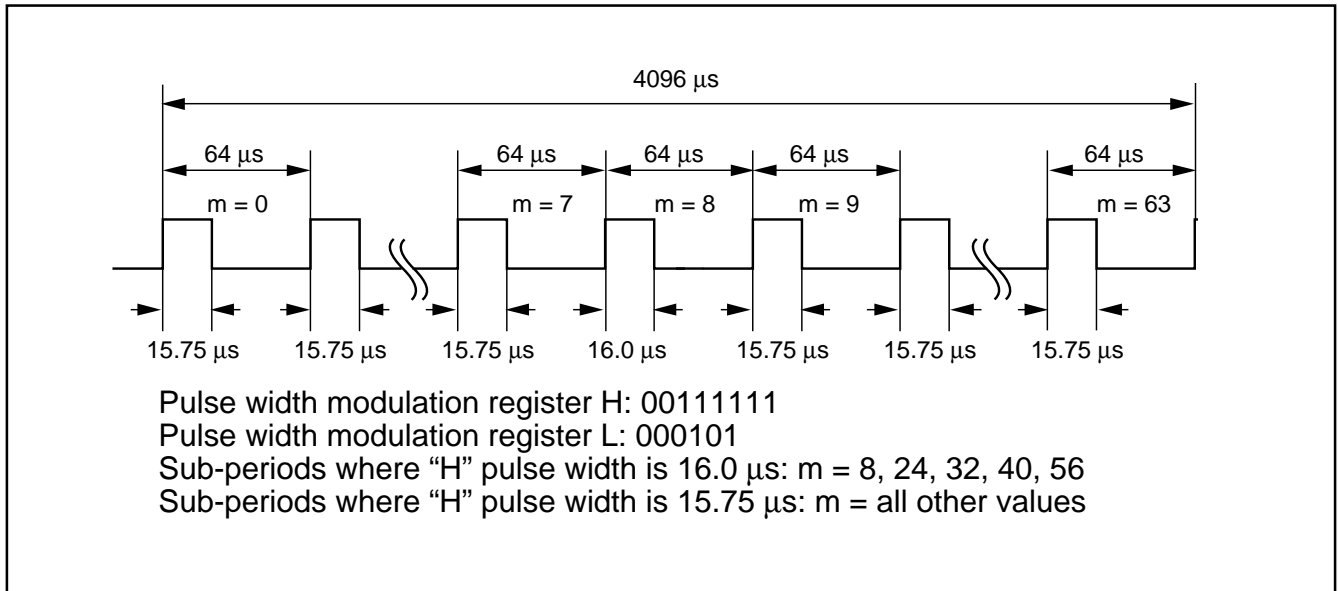 4096 μs
64 μs 64 μs 64 μs 64 μs 64 μs
m = 0 m = 7 m = 8 m = 9 m = 63
15.75 μs 15.75 μs 15.75 μs 16.0 μs 15.75 μs 15.75 μs 15.75 μs
Pulse width modulation register H: 00111111
Pulse width modulation register L: 000101
Sub-periods where “H” pulse width is 16.0 μs: m = 8, 24, 32, 40, 56
Sub-periods where “H” pulse width is 15.75 μs: m = all other values